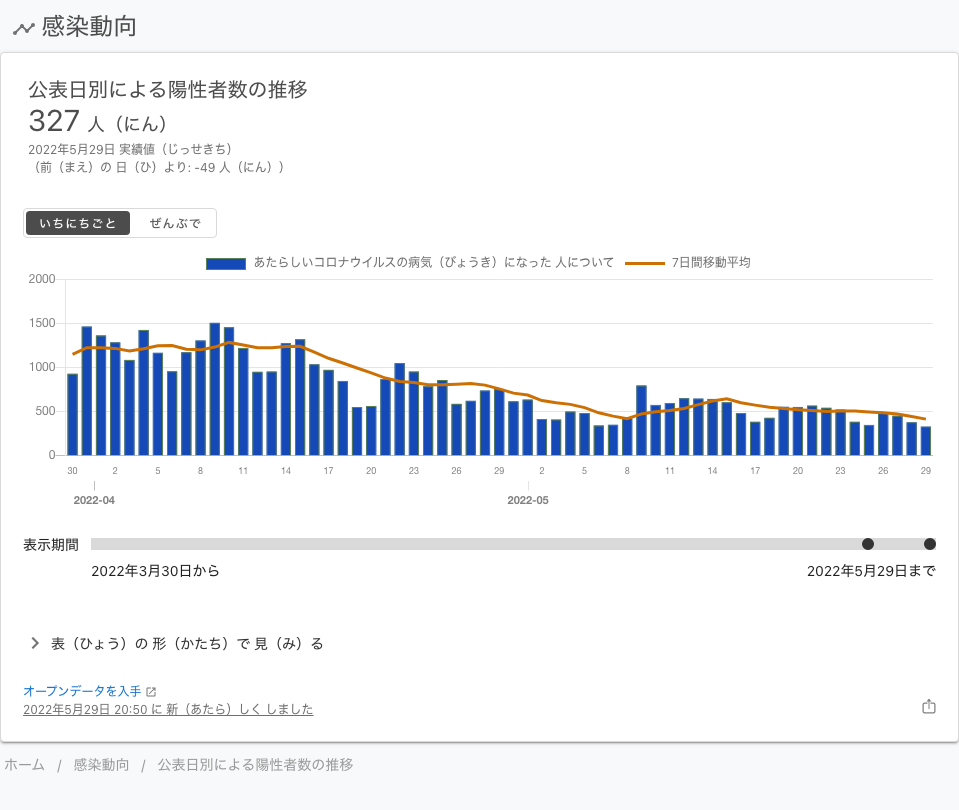 感染動向
公表日別による陽性者数の推移
327 人（にん）
2022年5月29日 実績値（じっせきち）
（前（まえ）の 日（ひ）より: -49 人（にん））
いちにちごと ぜんぶで
あたらしいコロナウイルスの病気（びょうき）になった 人について 7日間移動平均
2000
1500
1000
500
0
30 2 5 8 11 14 17 20 23 26 29 2 5 8 11 14 17 20 23 26 29
2022-04 2022-05
表示期間
2022年3月30日から 2022年5月29日まで
表（ひょう）の 形（かたち）で 見（み）る
オープンデータを入手
2022年5月29日 20:50 に 新（あたら）しく しました
ホーム / 感染動向 / 公表日別による陽性者数の推移